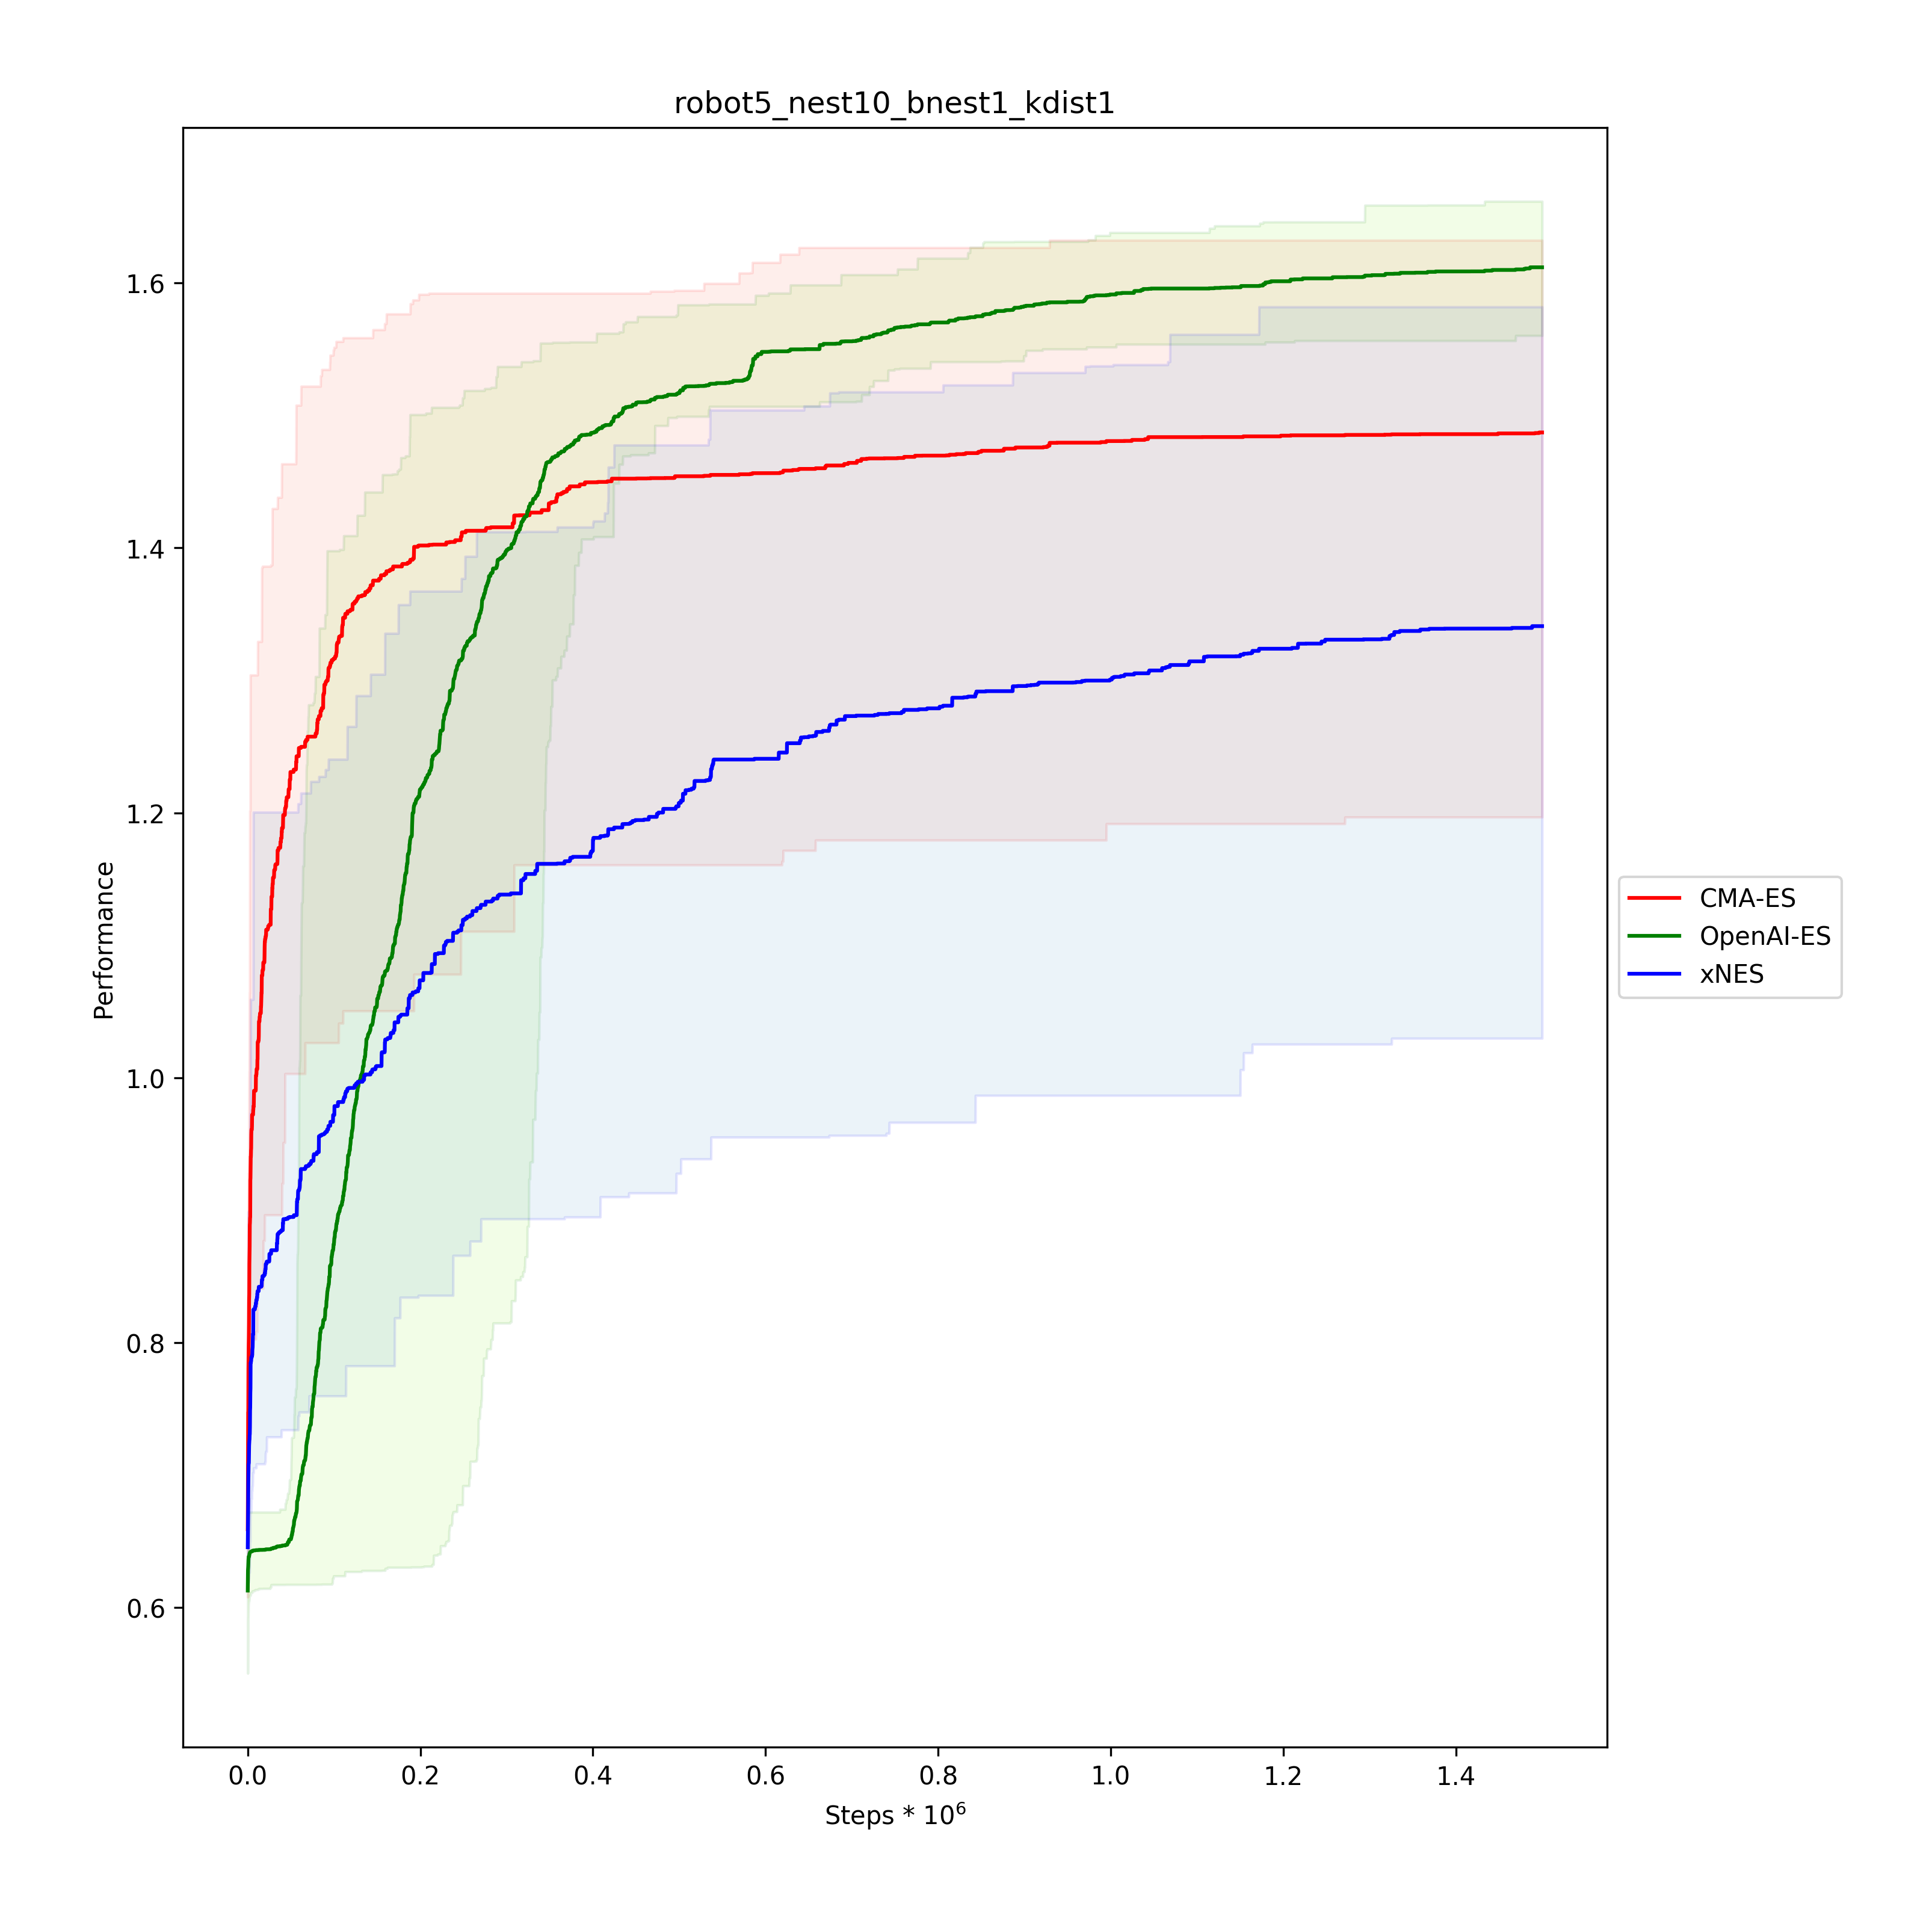 robot5_nest10_bnest1_kdist1
Performance
1.6
1.4
1.2
1.0
0.8
0.6
0.0 0.2 0.4 0.6 0.8 1.0 1.2 1.4
Steps * 10⁶
CMA-ES
OpenAI-ES
xNES